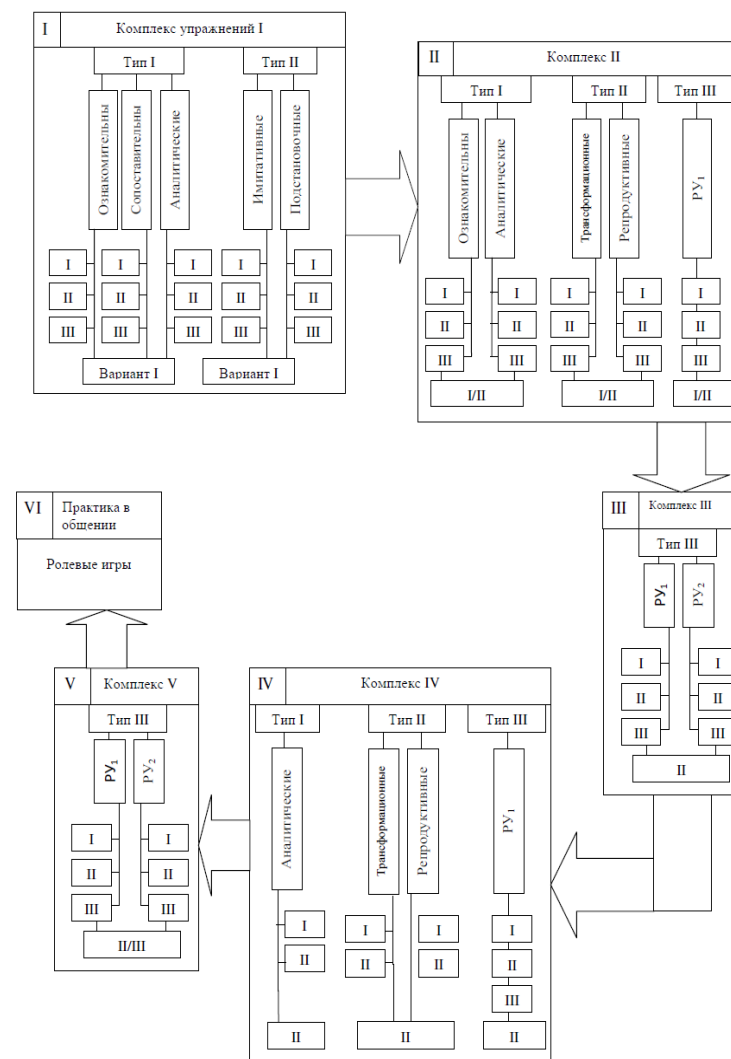 I Комплекс упражнений I
Тип I Тип II
Ознакомительны
Сопоставительны
Аналитические
Имитативные
Подстановочные
I I I I I
II II II II II
III III III III III
Вариант I Вариант I
II Комплекс II
Тип I Тип II Тип III
Ознакомительны
Аналитические
Трансформационные
Репродуктивные
РУ₁
I I I I I
II II II II II
III III III III III
I/II I/II I/II
III Комплекс III
Тип III
РУ₁ РУ₂
I I
II II
III III
II
IV Комплекс IV
Тип I Тип II Тип III
Аналитические
Трансформационные
Репродуктивные
РУ₁
I I I I
II II II II
III
II II II
V Комплекс V
Тип III
РУ₁ РУ₂
I I
II II
III III
II/III
VI Практика в
общении
Ролевые игры